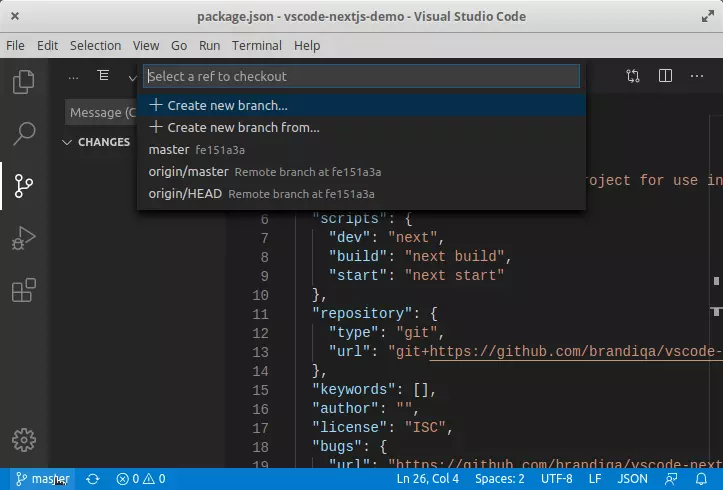 package.json - vscode-nextjs-demo - Visual Studio Code
File Edit Selection View Go Run Terminal Help
Select a ref to checkout
Create new branch...
Message (C
Create new branch from...
CHANGES
master fe151a3a
origin/master Remote branch at fe151a3a
oject for use in
origin/HEAD Remote branch at fe151a3a
6 "scripts": {
7 "dev": "next",
8 "build": "next build",
9 "start": "next start"
10 },
11 "repository": {
12 "type": "git",
13 "url": "git+https://github.com/brandiqa/vscode-
14 },
15 "keywords": [],
16 "author": "",
17 "license": "ISC",
18 "bugs": {
19 "url": "https://github.com/brandiqa/vscode-next
master 0 0 Ln 26, Col 4 Spaces: 2 UTF-8 LF JSON